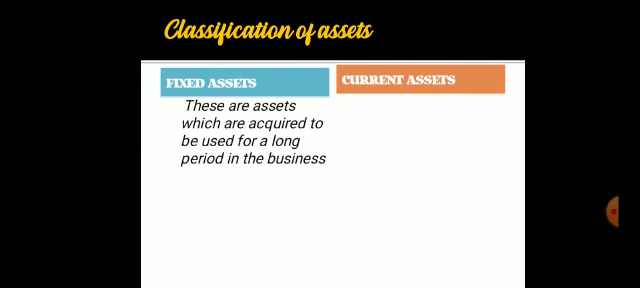 Classification of assets
FIXED ASSETS
CURRENT ASSETS
These are assets
which are acquired to
be used for a long
period in the business